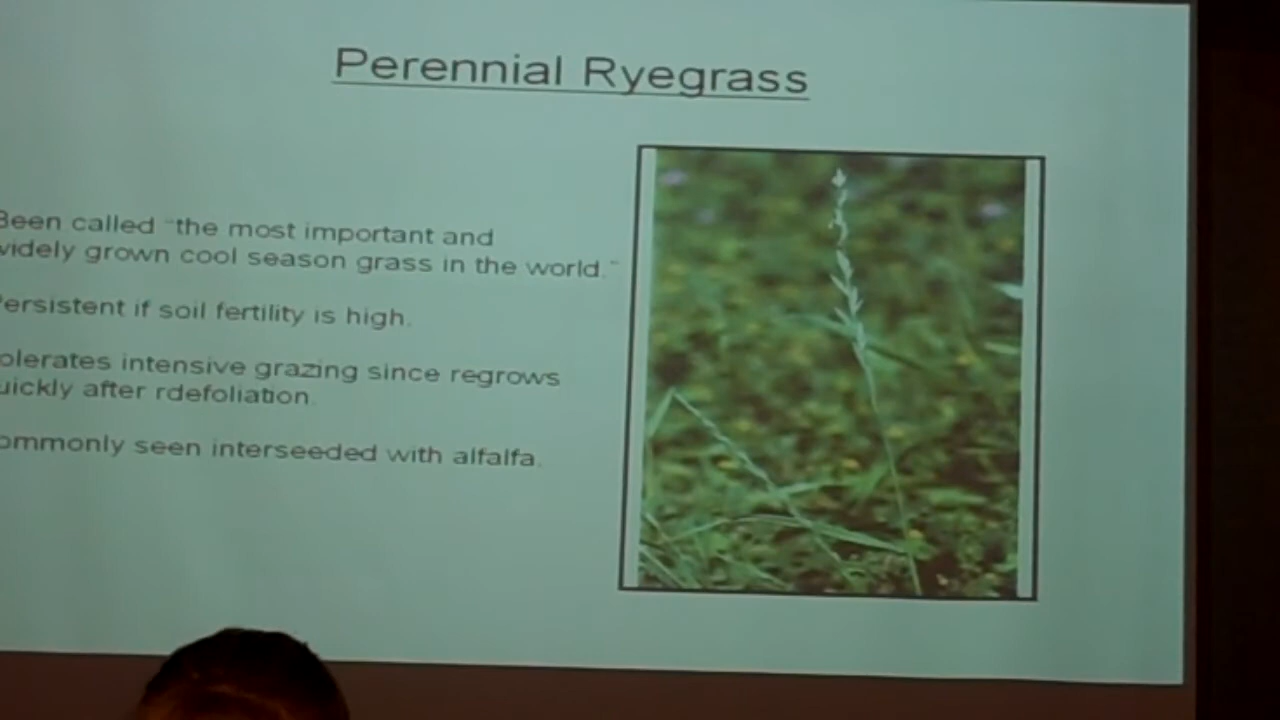 Perennial Ryegrass
Been called "the most important and
widely grown cool season grass in the world."
Persistent if soil fertility is high.
olerates intensive grazing since regrows
uickly after rdefoliation.
ommonly seen interseeded with alfalfa.